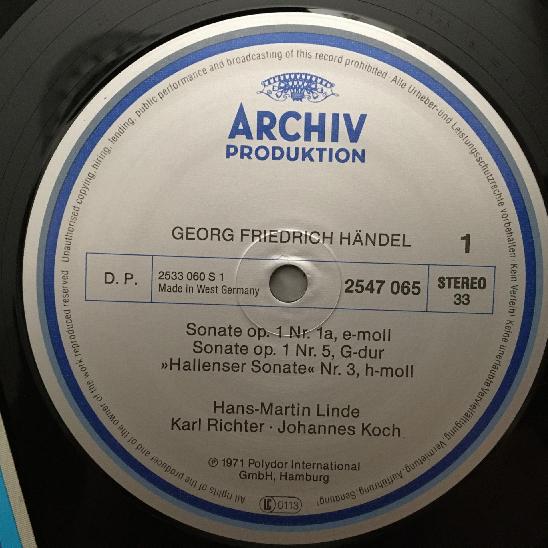 ARCHIV
PRODUKTION
GEORG FRIEDRICH HÄNDEL
1
D. P.
2533 060 S 1
Made in West Germany
2547 065
STEREO
33
Sonate op. 1 Nr. 1a, e-moll
Sonate op. 1 Nr. 5, G-dur
»Hallenser Sonate« Nr. 3, h-moll
Hans-Martin Linde
Karl Richter · Johannes Koch
℗ 1971 Polydor International
GmbH, Hamburg
LC 0113
Alle Urheber- und Leistungsschutzrechte vorbehalten · Kein Verleih! Keine unerlaubte Vervielfältigung, Vermietung, Aufführung, Sendung!
All rights of the producer and of the owner of the work reproduced reserved · Unauthorised copying, hiring, lending, public performance and broadcasting of this record prohibited ·